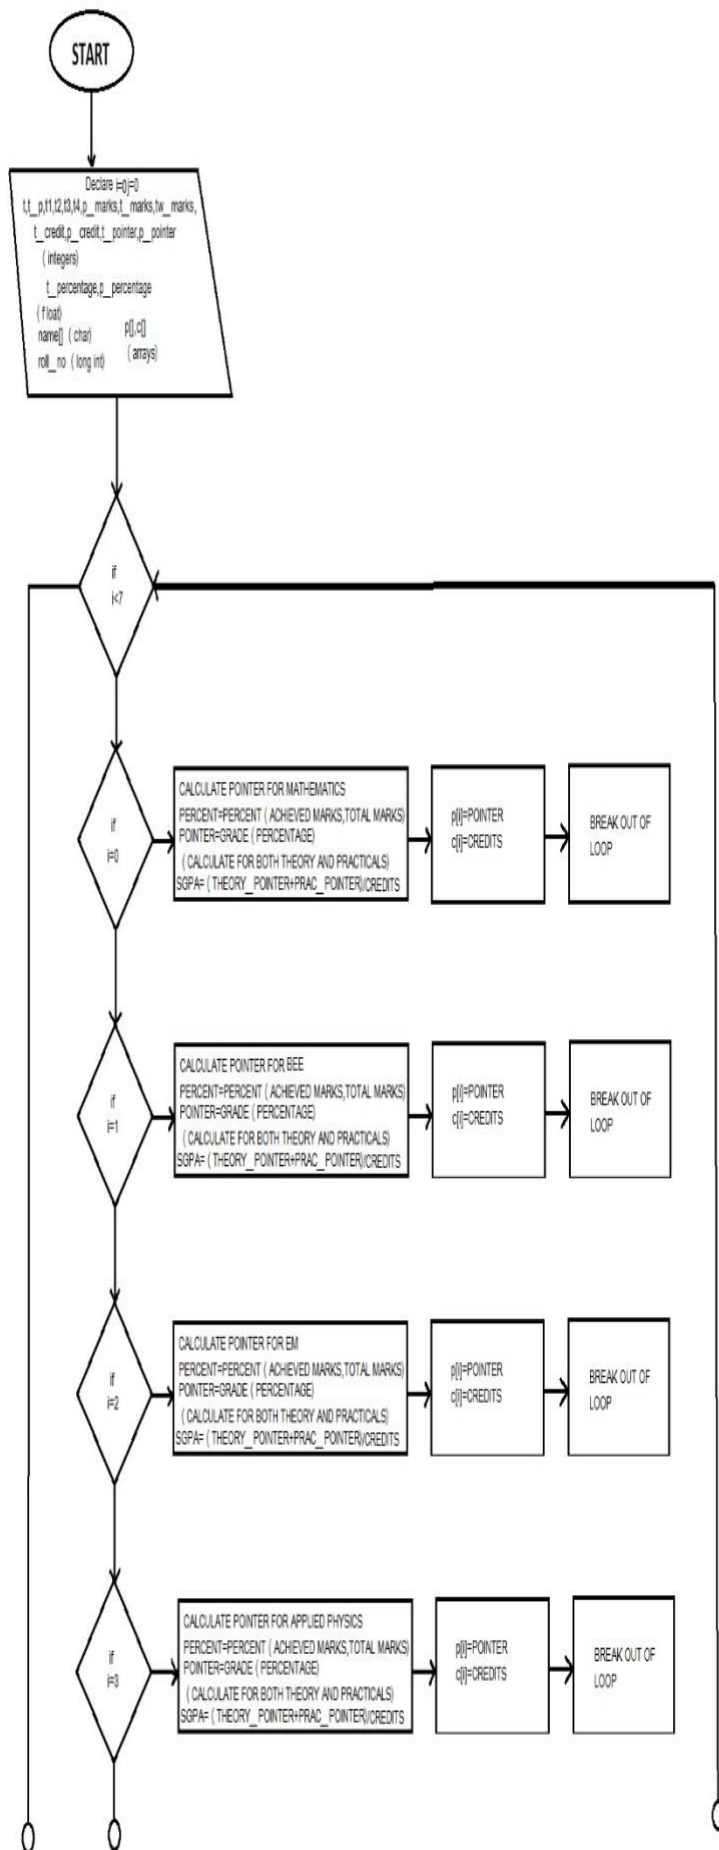 START
Declare i=0,j=0
t,t_p,t1,t2,t3,t4,p_marks,t_marks,tw_marks,
t_credit,p_credit,t_pointer,p_pointer
( integers)
t_percentage,p_percentage
( float)
name[] ( char) p[],c[]
roll_no ( long int) ( arrays)
if
i<7
if
i=0
CALCULATE POINTER FOR MATHEMATICS
PERCENT=PERCENT ( ACHIEVED MARKS,TOTAL MARKS)
POINTER=GRADE ( PERCENTAGE)
( CALCULATE FOR BOTH THEORY AND PRACTICALS)
SGPA= ( THEORY_POINTER+PRAC_POINTER)/CREDITS
p[i]=POINTER
c[i]=CREDITS
BREAK OUT OF
LOOP
if
i=1
CALCULATE POINTER FOR BEE
PERCENT=PERCENT ( ACHIEVED MARKS,TOTAL MARKS)
POINTER=GRADE ( PERCENTAGE)
( CALCULATE FOR BOTH THEORY AND PRACTICALS)
SGPA= ( THEORY_POINTER+PRAC_POINTER)/CREDITS
p[i]=POINTER
c[i]=CREDITS
BREAK OUT OF
LOOP
if
i=2
CALCULATE POINTER FOR EM
PERCENT=PERCENT ( ACHIEVED MARKS,TOTAL MARKS)
POINTER=GRADE ( PERCENTAGE)
( CALCULATE FOR BOTH THEORY AND PRACTICALS)
SGPA= ( THEORY_POINTER+PRAC_POINTER)/CREDITS
p[i]=POINTER
c[i]=CREDITS
BREAK OUT OF
LOOP
if
i=3
CALCULATE POINTER FOR APPLIED PHYSICS
PERCENT=PERCENT ( ACHIEVED MARKS,TOTAL MARKS)
POINTER=GRADE ( PERCENTAGE)
( CALCULATE FOR BOTH THEORY AND PRACTICALS)
SGPA= ( THEORY_POINTER+PRAC_POINTER)/CREDITS
p[i]=POINTER
c[i]=CREDITS
BREAK OUT OF
LOOP